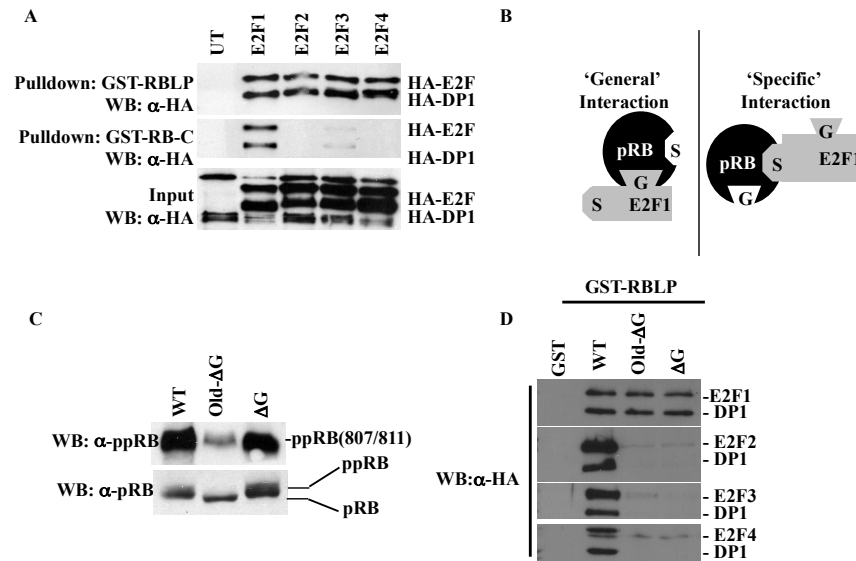 A
UT
E2F1
E2F2
E2F3
E2F4
Pulldown: GST-RBLP
WB: α-HA
HA-E2F
HA-DP1
Pulldown: GST-RB-C
WB: α-HA
HA-E2F
HA-DP1
Input
WB: α-HA
HA-E2F
HA-DP1
B
'General'
Interaction
pRB
S
G
S
E2F1
'Specific'
Interaction
G
pRB
S
E2F1
G
C
WT
Old-ΔG
ΔG
WB: α-ppRB
-ppRB(807/811)
WB: α-pRB
ppRB
pRB
D
GST-RBLP
GST
WT
Old-ΔG
ΔG
WB:α-HA
-E2F1
- DP1
- E2F2
- DP1
- E2F3
- DP1
- E2F4
- DP1